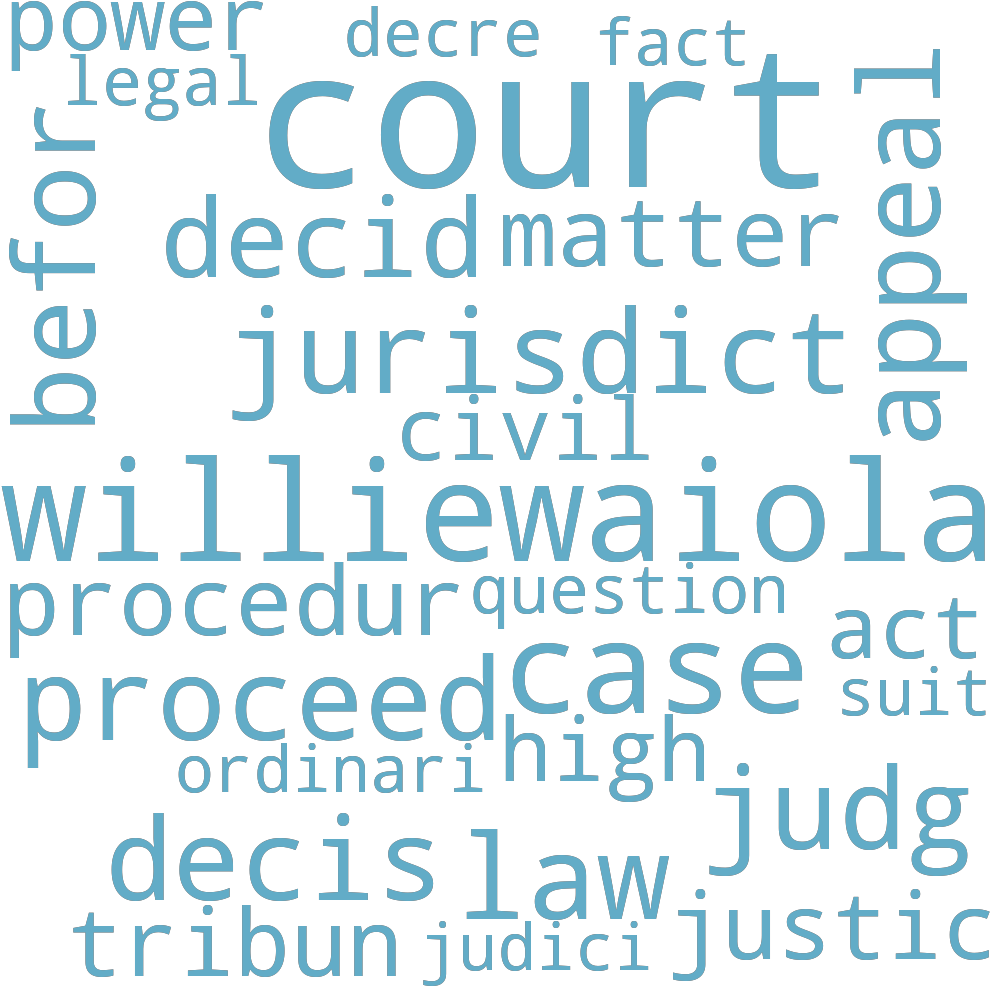 power
decre
fact
legal
court
befor
appeal
decid
matter
jurisdict
civil
williewaiola
procedur
question
act
case
proceed
suit
high
ordinari
judg
decis
law
justic
tribun
judici